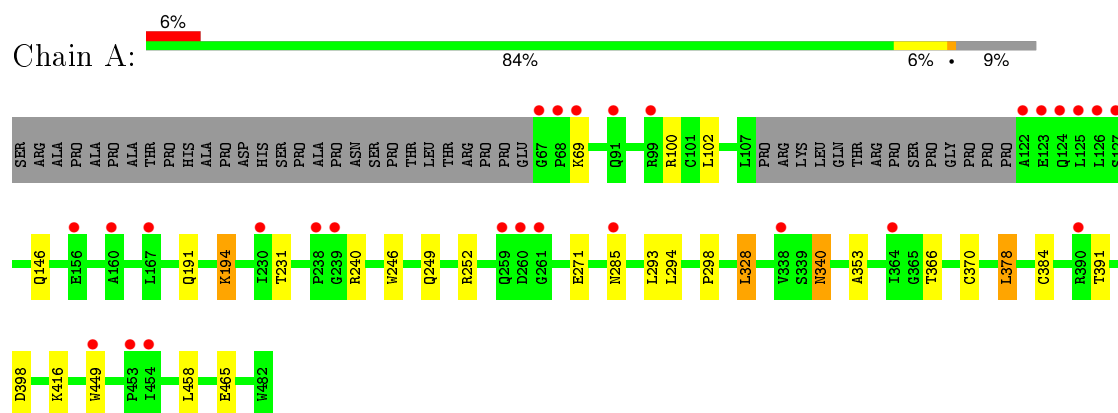 6%
Chain A:
84% 6% • 9%
SER ARG ALA PRO ALA PRO ALA THR PRO HIS ALA PRO ASP HIS SER PRO ALA PRO ASN SER PRO THR LEU THR ARG PRO PRO GLU G67 P68 K69 Q91 R99 R100 C101 L102 L107 PRO ARG LYS LEU GLN THR ARG PRO SER PRO GLY PRO PRO PRO A122 E123 Q124 L125 L126 S127
Q146 E156 A160 L167 Q191 K194 I230 T231 P238 G239 R240 W246 Q249 R252 Q259 D260 G261 E271 N285 L293 L294 P298 L328 V338 S339 N340 A353 I364 G365 T366 C370 L378 C384 R390 T391
D398 K416 W449 P453 I454 L458 E465 W482